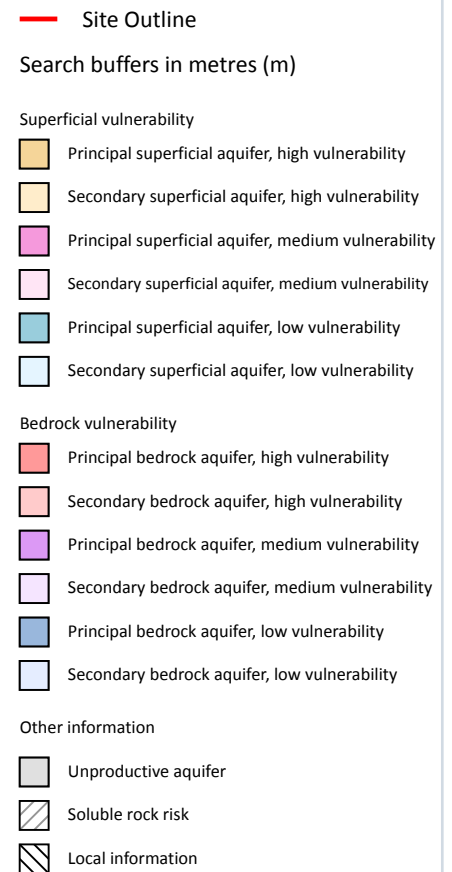 Site Outline
Search buffers in metres (m)
Superficial vulnerability
Principal superficial aquifer, high vulnerability
Secondary superficial aquifer, high vulnerability
Principal superficial aquifer, medium vulnerability
Secondary superficial aquifer, medium vulnerability
Principal superficial aquifer, low vulnerability
Secondary superficial aquifer, low vulnerability
Bedrock vulnerability
Principal bedrock aquifer, high vulnerability
Secondary bedrock aquifer, high vulnerability
Principal bedrock aquifer, medium vulnerability
Secondary bedrock aquifer, medium vulnerability
Principal bedrock aquifer, low vulnerability
Secondary bedrock aquifer, low vulnerability
Other information
Unproductive aquifer
Soluble rock risk
Local information